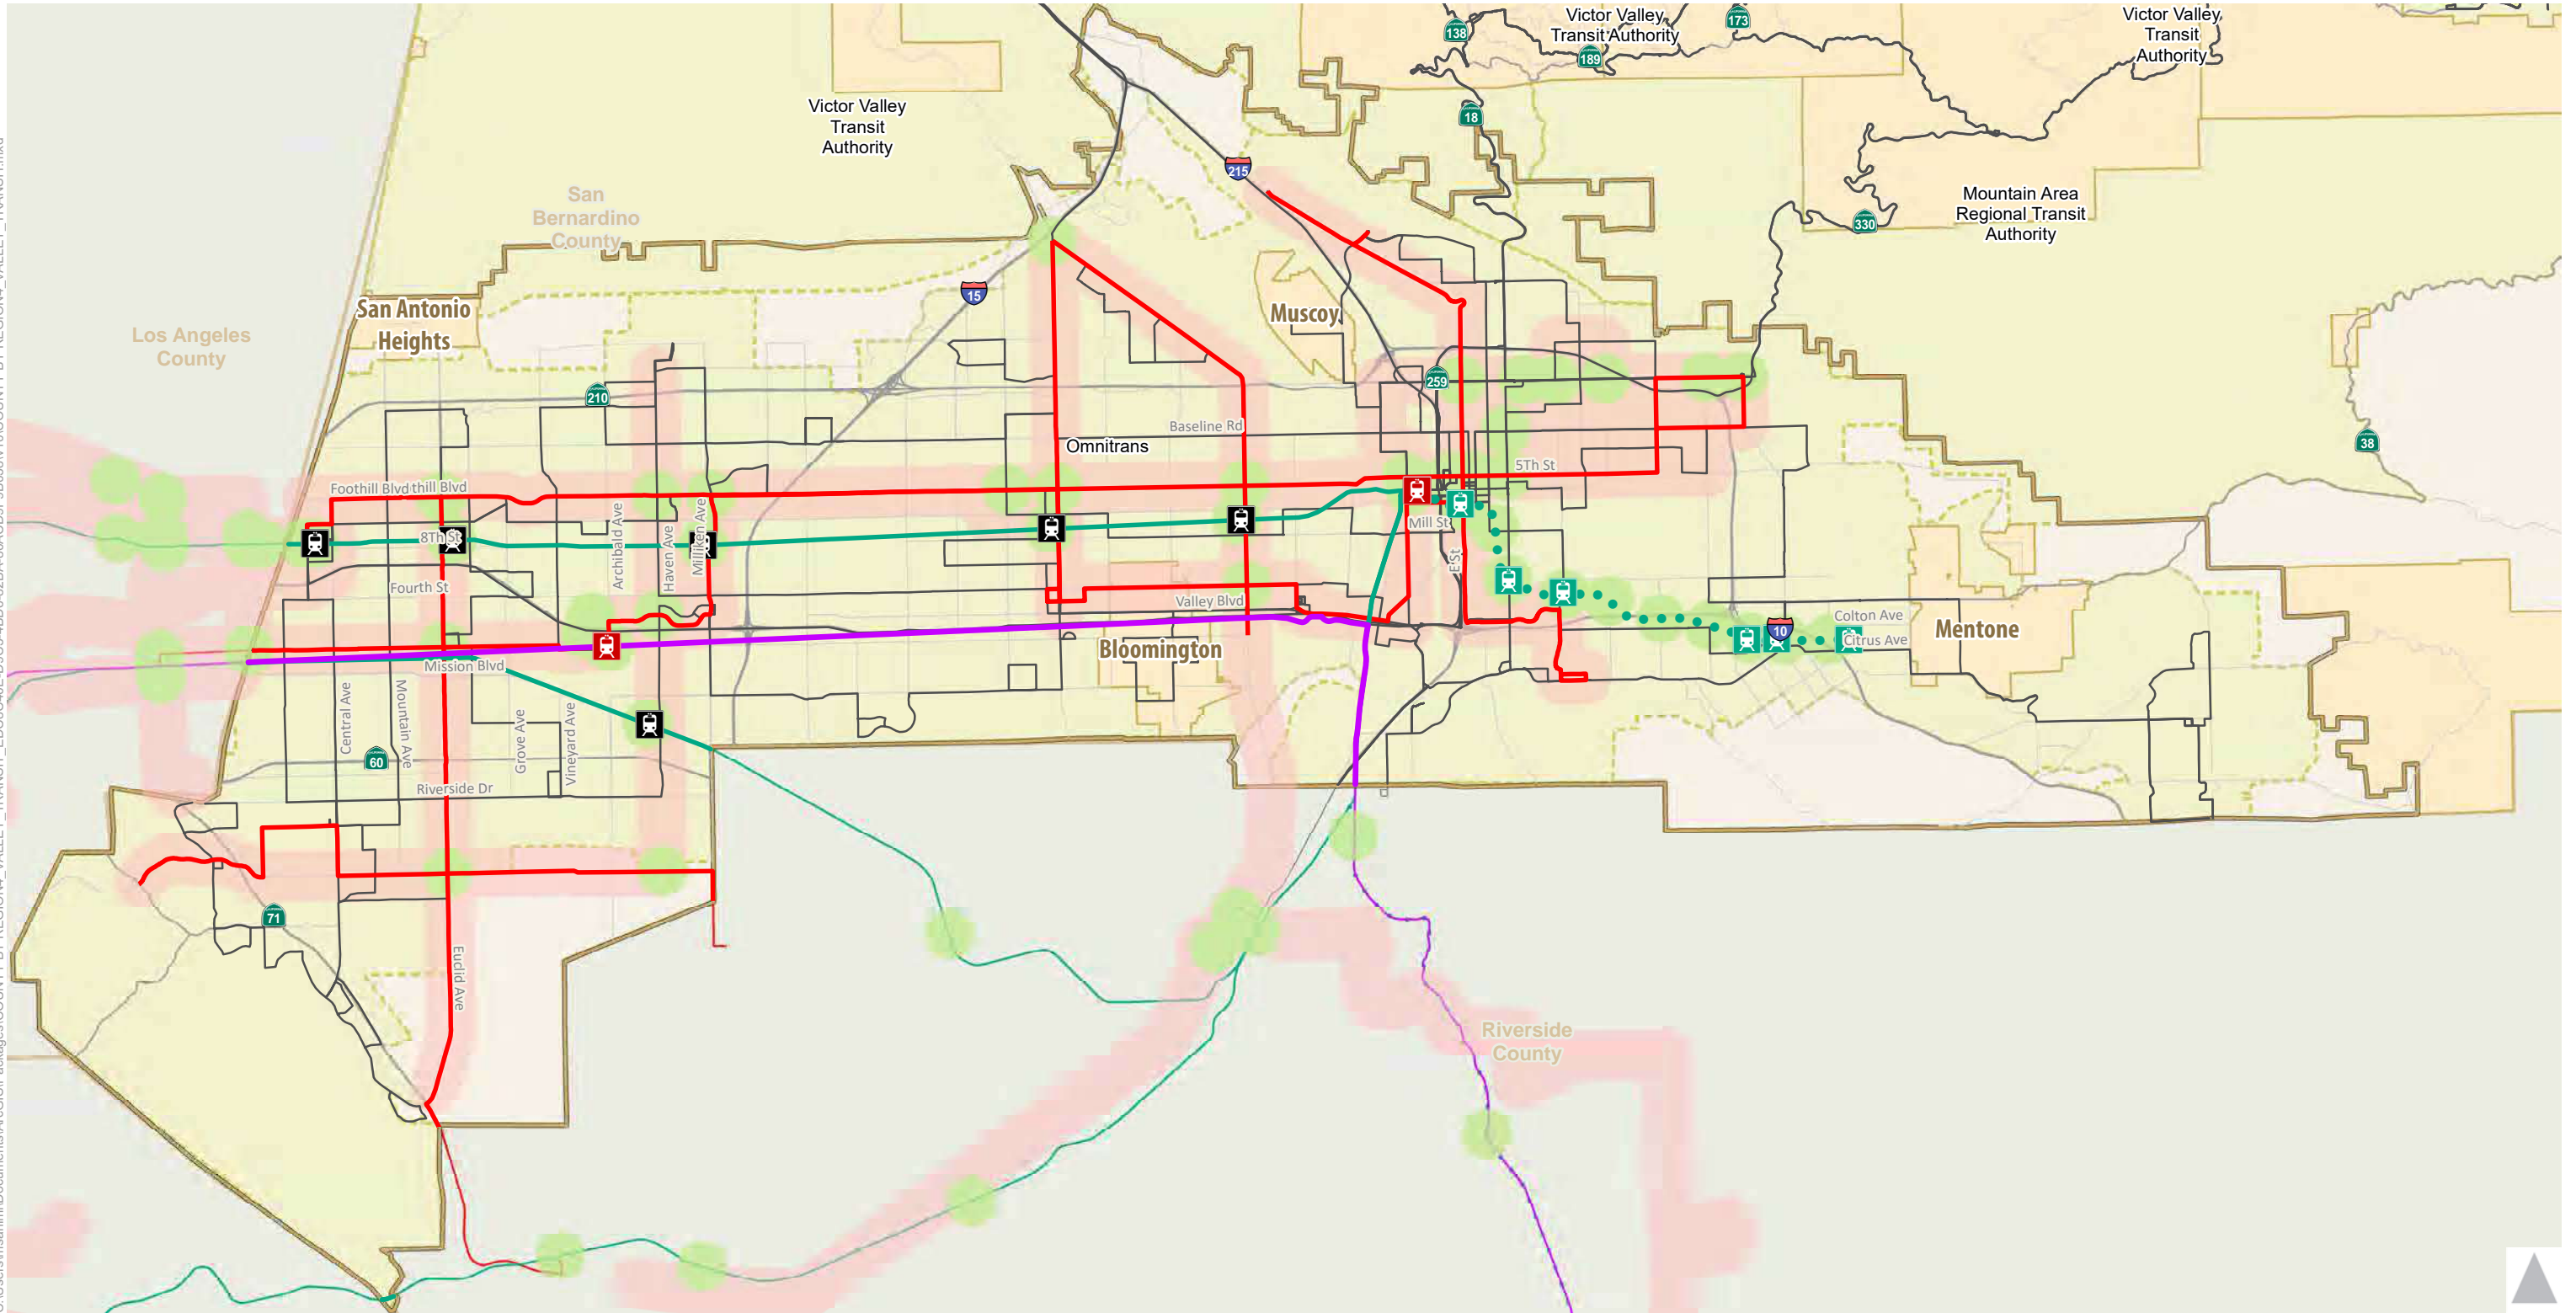 Victor Valley
Transit Authority
173
Victor Valley
Transit
Authority
138
189
Victor Valley
Transit
Authority
18
215
San
Bernardino
County
Mountain Area
Regional Transit
Authority
330
15
San Antonio
Heights
Muscoy
Los Angeles
County
259
210
Baseline Rd
Omnitrans
38
5Th St
Foothill Blvd
thill Blvd
Mill St
8Th St
Archibald Ave
Haven Ave
Milliken Ave
E St
Fourth St
Valley Blvd
Colton Ave
10
Citrus Ave
Mentone
Bloomington
Mission Blvd
Central Ave
Mountain Ave
Grove Ave
Vineyard Ave
60
Riverside Dr
71
Euclid Ave
Riverside
County